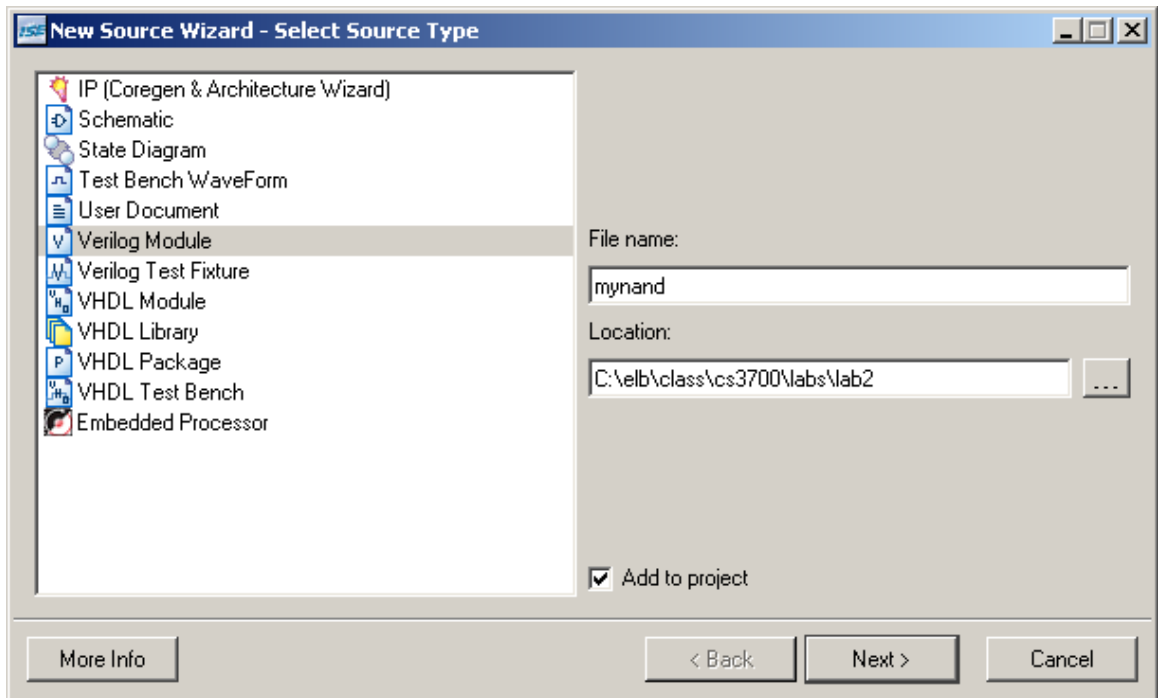 ISE New Source Wizard - Select Source Type
IP (Coregen & Architecture Wizard)
Schematic
State Diagram
Test Bench WaveForm
User Document
Verilog Module
Verilog Test Fixture
VHDL Module
VHDL Library
VHDL Package
VHDL Test Bench
Embedded Processor
File name:
mynand
Location:
C:\elb\class\cs3700\labs\lab2
...
Add to project
More Info
< Back
Next >
Cancel